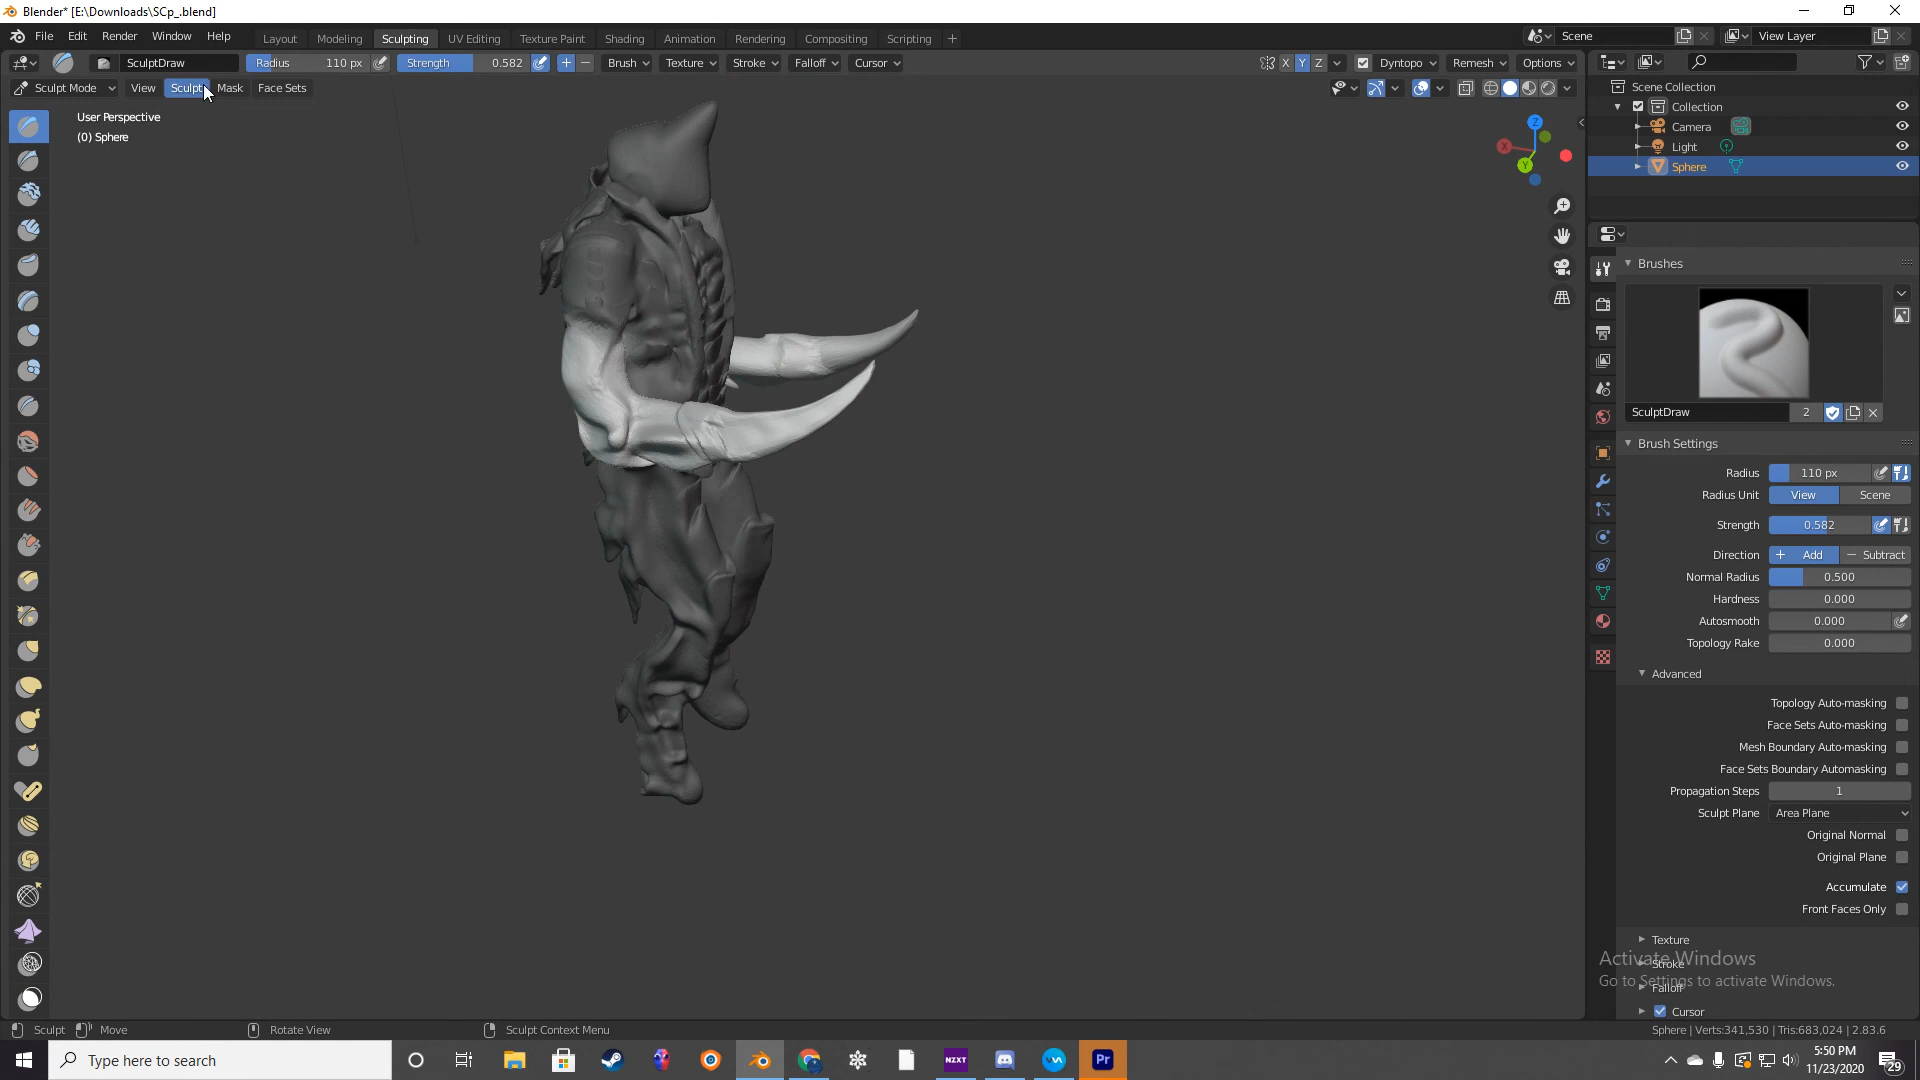 Blender* [E:\Downloads\SCp_.blend]
File Edit Render Window Help Layout Modeling Sculpting UV Editing Texture Paint Shading Animation Rendering Compositing Scripting + Scene View Layer
SculptDraw Radius 110 px Strength 0.582 + − Brush Texture Stroke Falloff Cursor X Y Z Dyntopo Remesh Options
Sculpt Mode View Sculpt Mask Face Sets
User Perspective
(0) Sphere
Z
X
Y
Scene Collection
Collection
Camera
Light
Sphere
Brushes
SculptDraw 2
Brush Settings
Radius 110 px
Radius Unit View Scene
Strength 0.582
Direction + Add − Subtract
Normal Radius 0.500
Hardness 0.000
Autosmooth 0.000
Topology Rake 0.000
Advanced
Topology Auto-masking
Face Sets Auto-masking
Mesh Boundary Auto-masking
Face Sets Boundary Automasking
Propagation Steps 1
Sculpt Plane Area Plane
Original Normal
Original Plane
Accumulate
Front Faces Only
Texture
Activate Windows
Stroke
Go to Settings to activate Windows.
Falloff
Cursor
Sculpt Move Rotate View Sculpt Context Menu Sphere | Verts:341,530 | Tris:683,024 | 2.83.6
Type here to search
NZXT
Pr
5:50 PM
11/23/2020
29